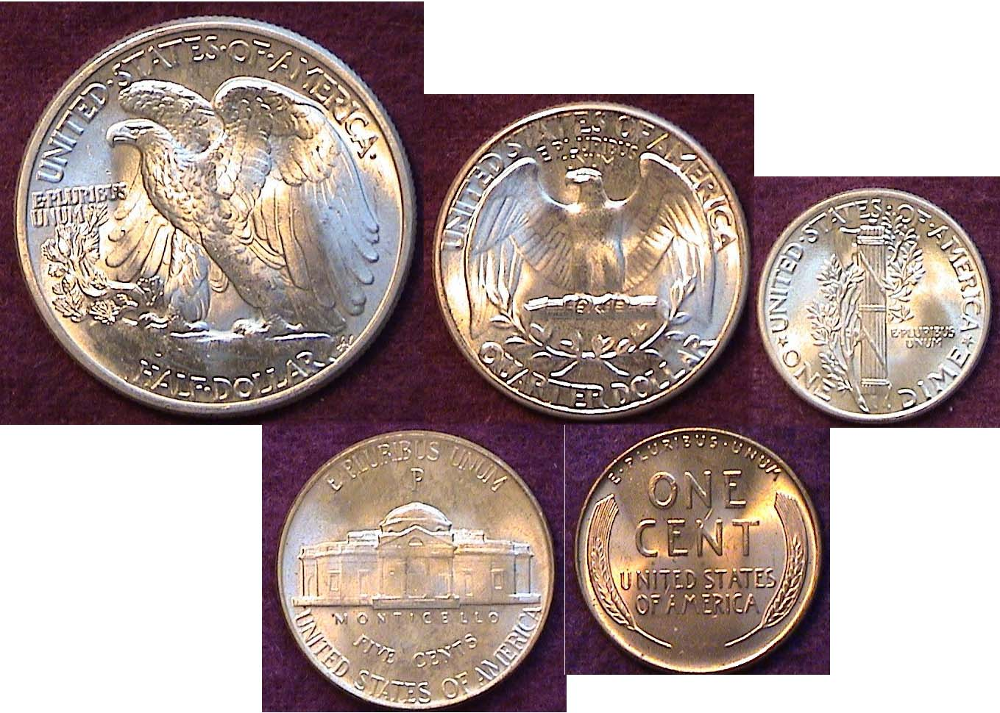 UNITED·STATES·OF·AMERICA·
E·PLURIBUS
UNUM
HALF·DOLLAR
UNITED STATES OF AMERICA
E PLURIBUS
QUARTER DOLLAR
UNITED·STATES·OF·AMERICA
E·PLURIBUS
UNUM
ONE DIME
E PLURIBUS UNUM
P
MONTICELLO
FIVE CENTS
UNITED STATES OF AMERICA
E·PLURIBUS·UNUM
ONE
CENT
UNITED STATES
OF AMERICA